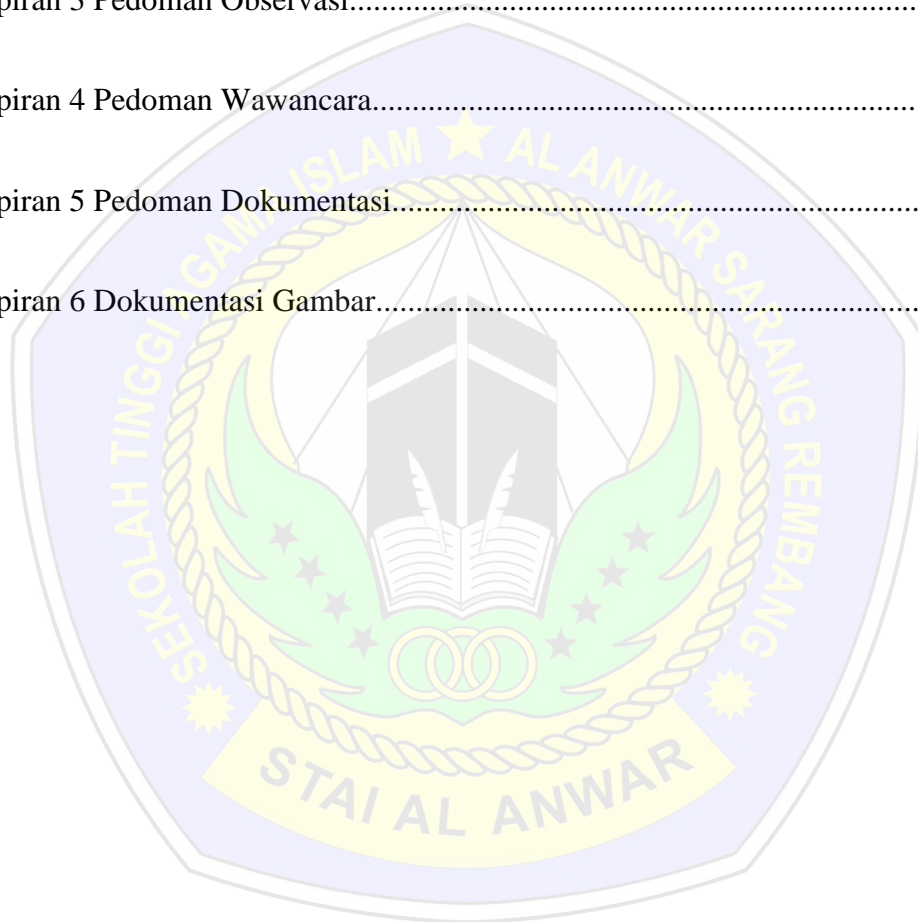 piran 3 Pedoman Observasi
piran 4 Pedoman Wawancara
piran 5 Pedoman Dokumentasi
piran 6 Dokumentasi Gambar
SEKOLAH TINGGI AGAMA ISLAM ★ AL ANWAR SARANG REMBANG
STAI AL ANWAR